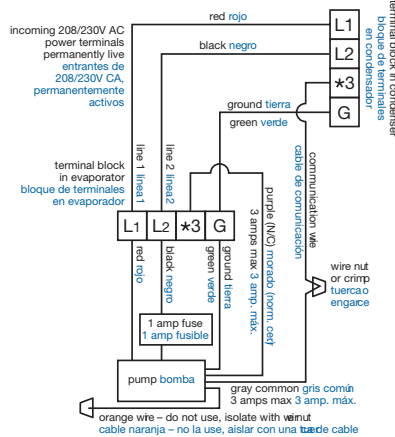 red rojo
L1
incoming 208/230V AC
power terminals
permanently live
entrantes de
208/230V CA,
permanentemente
activos
black negro
L2
*3
ground tierra
green verde
G
terminal block in condenser
bloque de terminales
en condensador
line 1 línea1
line 2 línea2
terminal block
in evaporator
bloque de terminales
en evaporador
L1 L2 *3 G
purple (N/C) morado (norm. cer)
3 amps max 3 amp. máx.
communication wire
cable de comunicación
red rojo
black negro
green verde
ground tierra
wire nut
or crimp
tuerca o
engarce
1 amp fuse
1 amp fusible
pump bomba
gray common gris común
3 amps max 3 amp. máx.
orange wire – do not use, isolate with
cable naranja – no la use, aislar con una de cable